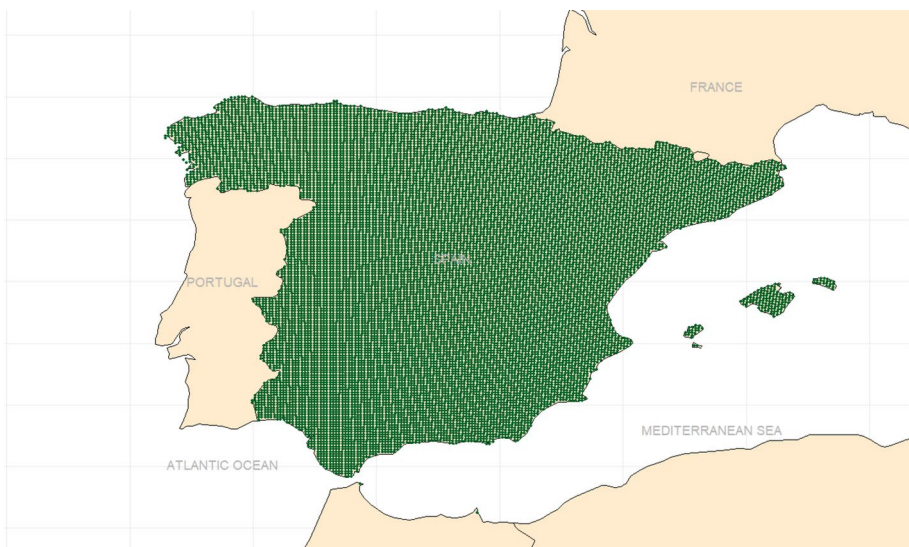 FRANCE
SPAIN
PORTUGAL
MEDITERRANEAN SEA
ATLANTIC OCEAN